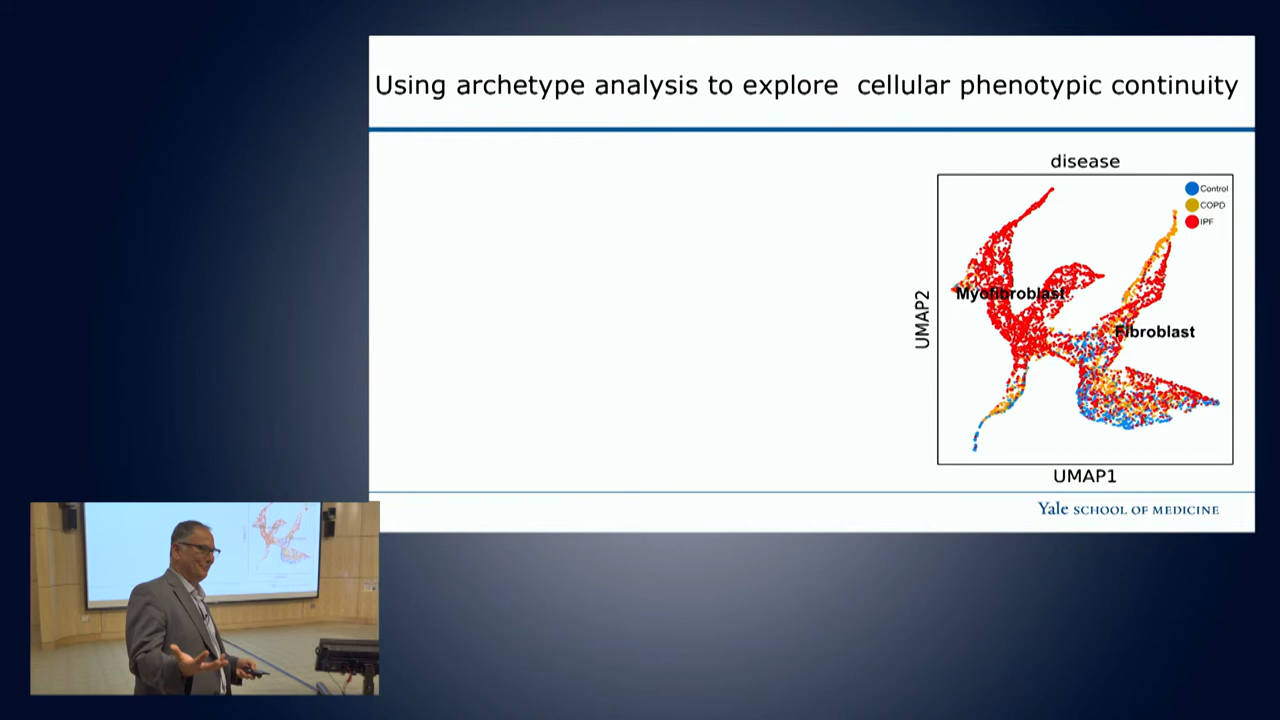 Using archetype analysis to explore cellular phenotypic continuity
disease
Control
COPD
IPF
Myofibroblast
Fibroblast
UMAP2
UMAP1
Yale SCHOOL OF MEDICINE